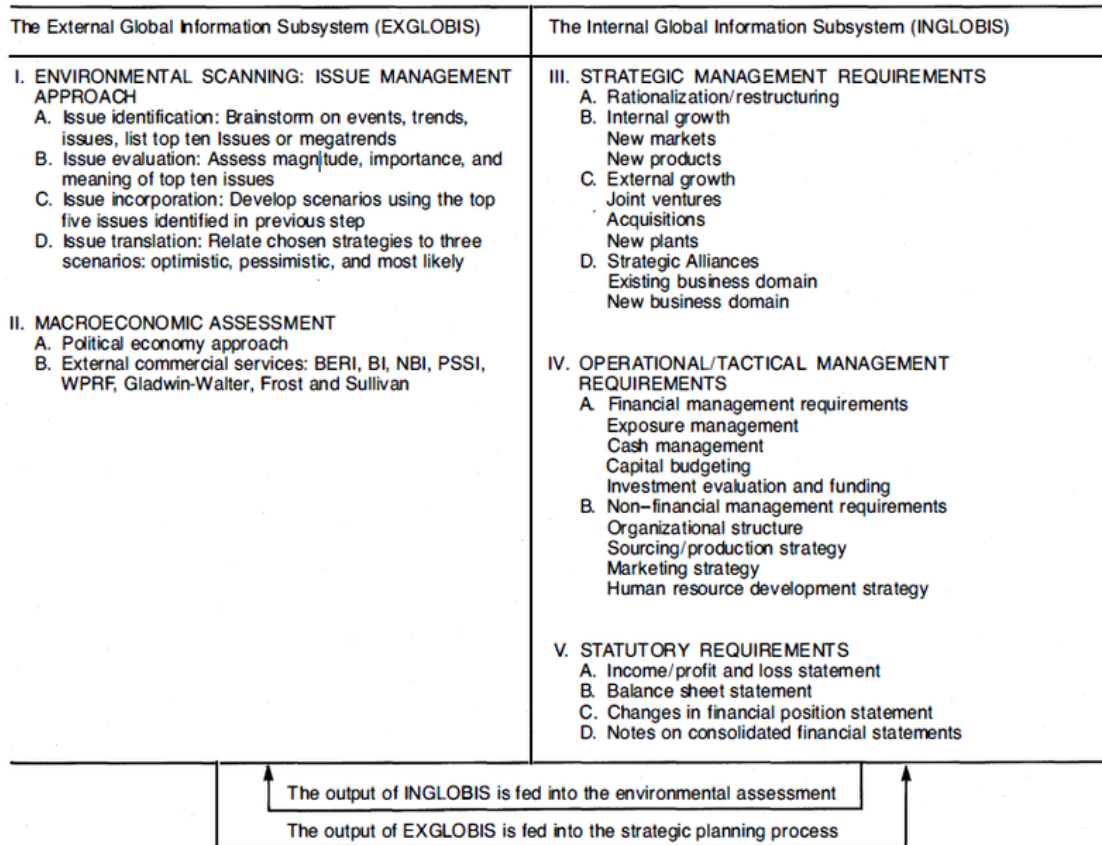 The External Global Information Subsystem (EXGLOBIS)
I. ENVIRONMENTAL SCANNING: ISSUE MANAGEMENT
APPROACH
A. Issue identification: Brainstorm on events, trends,
issues, list top ten Issues or megatrends
B. Issue evaluation: Assess magnitude, importance, and
meaning of top ten issues
C. Issue incorporation: Develop scenarios using the top
five issues identified in previous step
D. Issue translation: Relate chosen strategies to three
scenarios: optimistic, pessimistic, and most likely
II. MACROECONOMIC ASSESSMENT
A. Political economy approach
B. External commercial services: BERI, BI, NBI, PSSI,
WPRF, Gladwin-Walter, Frost and Sullivan
The Internal Global Information Subsystem (INGLOBIS)
III. STRATEGIC MANAGEMENT REQUIREMENTS
A. Rationalization/restructuring
B. Internal growth
New markets
New products
C. External growth
Joint ventures
Acquisitions
New plants
D. Strategic Alliances
Existing business domain
New business domain
IV. OPERATIONAL/TACTICAL MANAGEMENT
REQUIREMENTS
A. Financial management requirements
Exposure management
Cash management
Capital budgeting
Investment evaluation and funding
B. Non-financial management requirements
Organizational structure
Sourcing/production strategy
Marketing strategy
Human resource development strategy
V. STATUTORY REQUIREMENTS
A. Income/profit and loss statement
B. Balance sheet statement
C. Changes in financial position statement
D. Notes on consolidated financial statements
The output of INGLOBIS is fed into the environmental assessment
The output of EXGLOBIS is fed into the strategic planning process